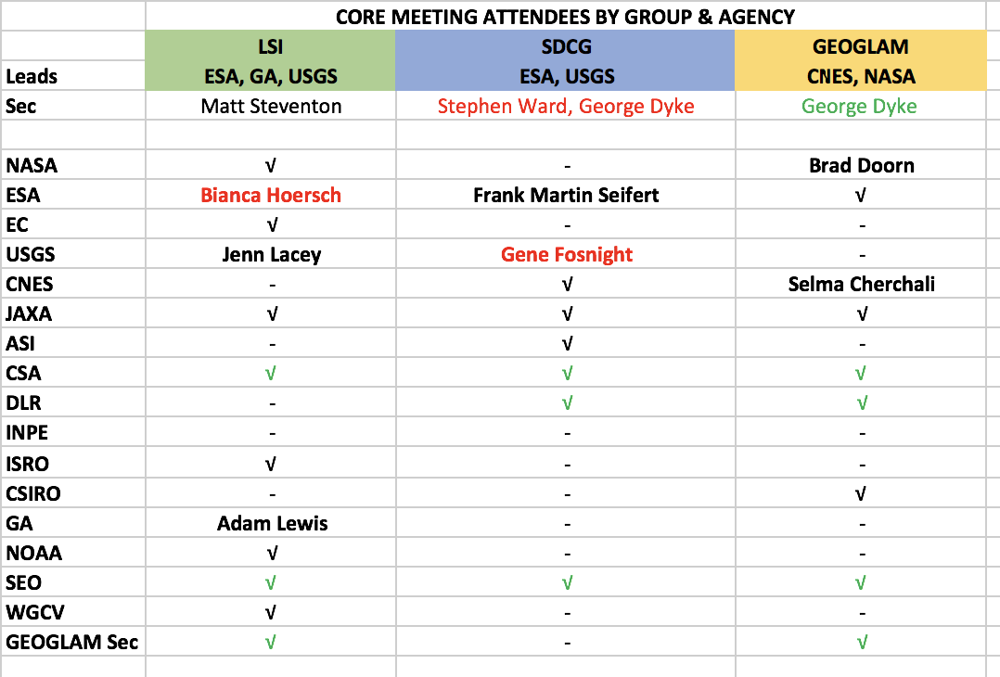 CORE MEETING ATTENDEES BY GROUP & AGENCY
LSI SDCG GEOGLAM
Leads ESA, GA, USGS ESA, USGS CNES, NASA
Sec Matt Steventon Stephen Ward, George Dyke George Dyke
NASA √ - Brad Doorn
ESA Bianca Hoersch Frank Martin Seifert √
EC √ - -
USGS Jenn Lacey Gene Fosnight -
CNES - √ Selma Cherchali
JAXA √ √ √
ASI - √ -
CSA √ √ √
DLR - √ √
INPE - - -
ISRO √ - -
CSIRO - - √
GA Adam Lewis - -
NOAA √ - -
SEO √ √ √
WGCV √ - -
GEOGLAM Sec √ - √